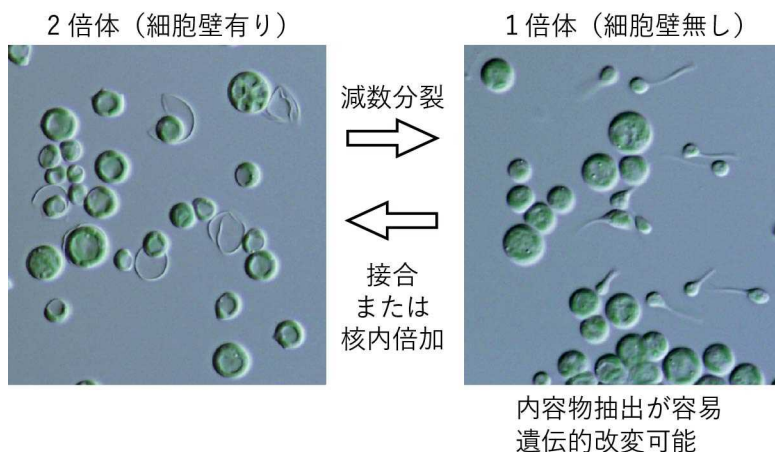 2倍体（細胞壁有り）
1倍体（細胞壁無し）
減数分裂
接合
または
核内倍加
内容物抽出が容易
遺伝的改変可能